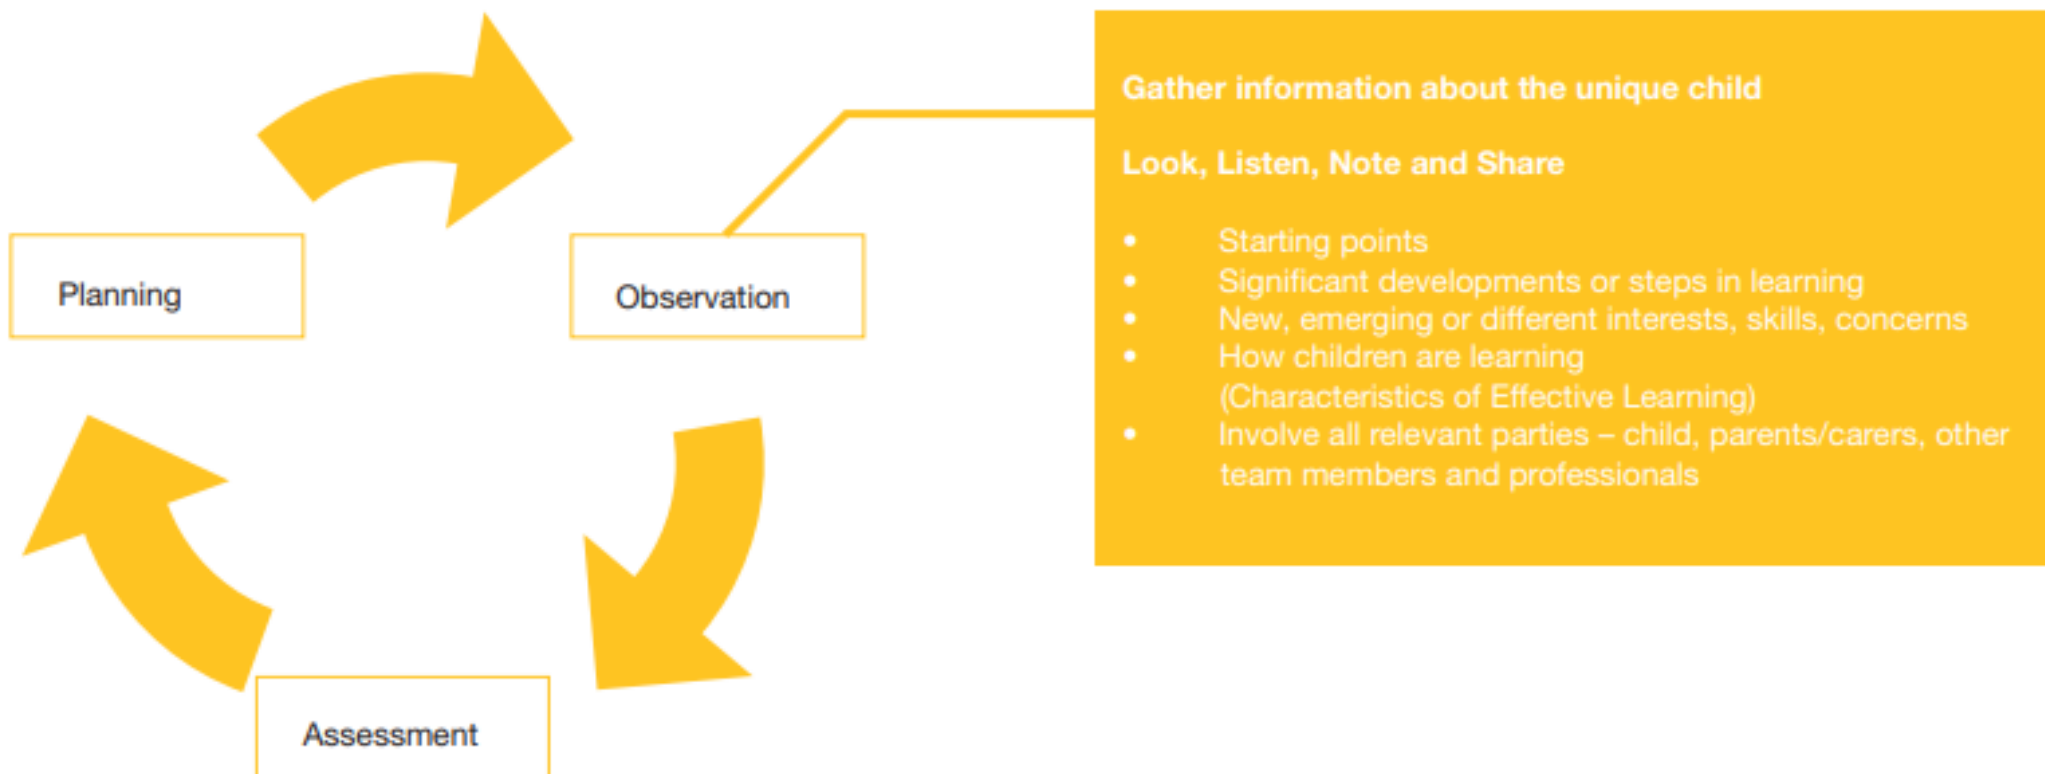 Planning
Observation
Assessment
Gather information about the unique child
Look, Listen, Note and Share
• Starting points
• Significant developments or steps in learning
• New, emerging or different interests, skills, concerns
• How children are learning
(Characteristics of Effective Learning)
• Involve all relevant parties – child, parents/carers, other
team members and professionals